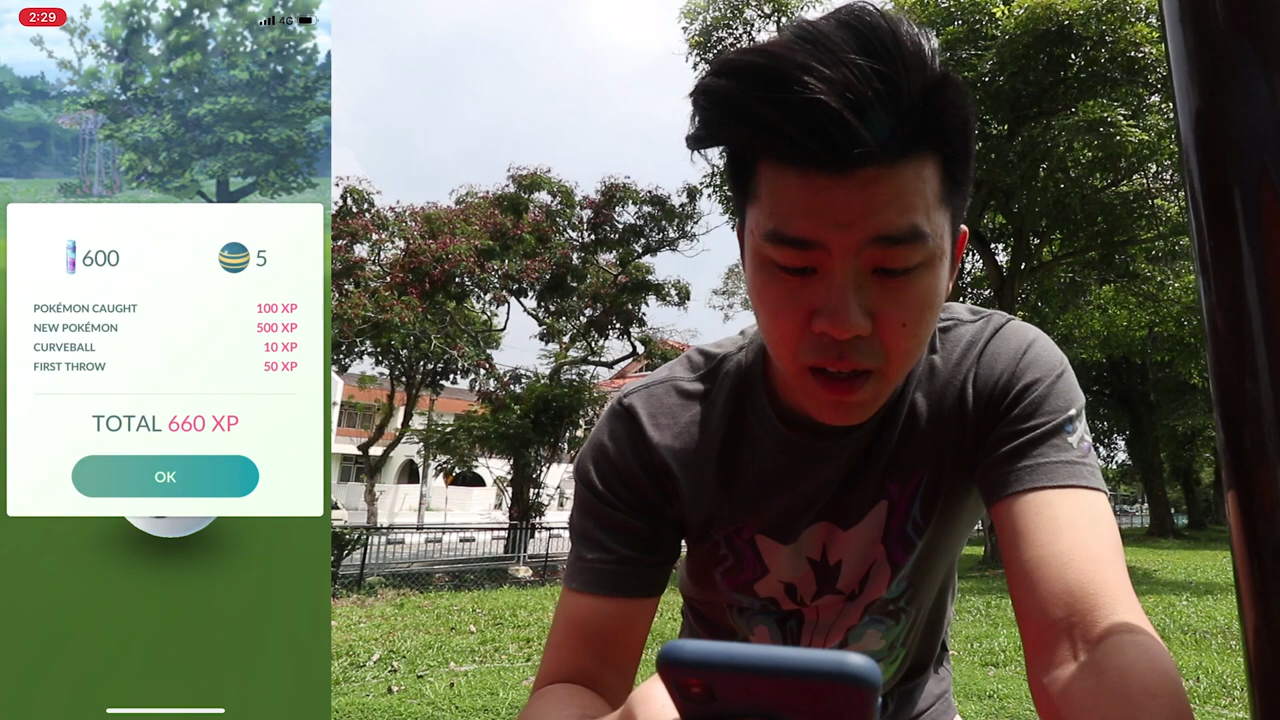 2:29
4G
600
5
POKÉMON CAUGHT 100 XP
NEW POKÉMON 500 XP
CURVEBALL 10 XP
FIRST THROW 50 XP
TOTAL 660 XP
OK